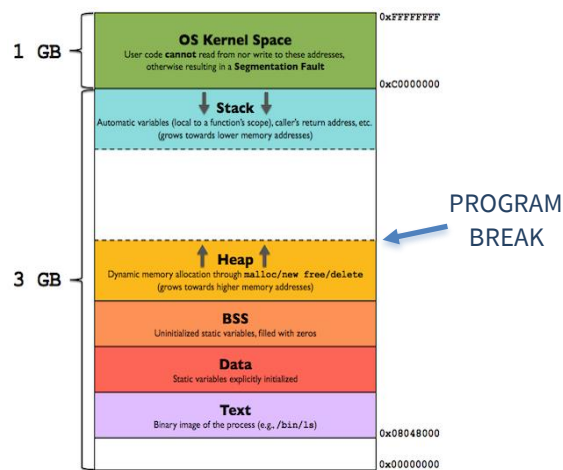 0xFFFFFFFF
1 GB
OS Kernel Space
User code cannot read from nor write to these addresses,
otherwise resulting in a Segmentation Fault
0xC0000000
Stack
Automatic variables (local to a function's scope), caller's return address, etc.
(grows towards lower memory addresses)
PROGRAM
BREAK
3 GB
Heap
Dynamic memory allocation through malloc/new free/delete
(grows towards higher memory addresses)
BSS
Uninitialized static variables, filled with zeros
Data
Static variables explicitly initialized
Text
Binary image of the process (e.g., /bin/ls)
0x08048000
0x00000000